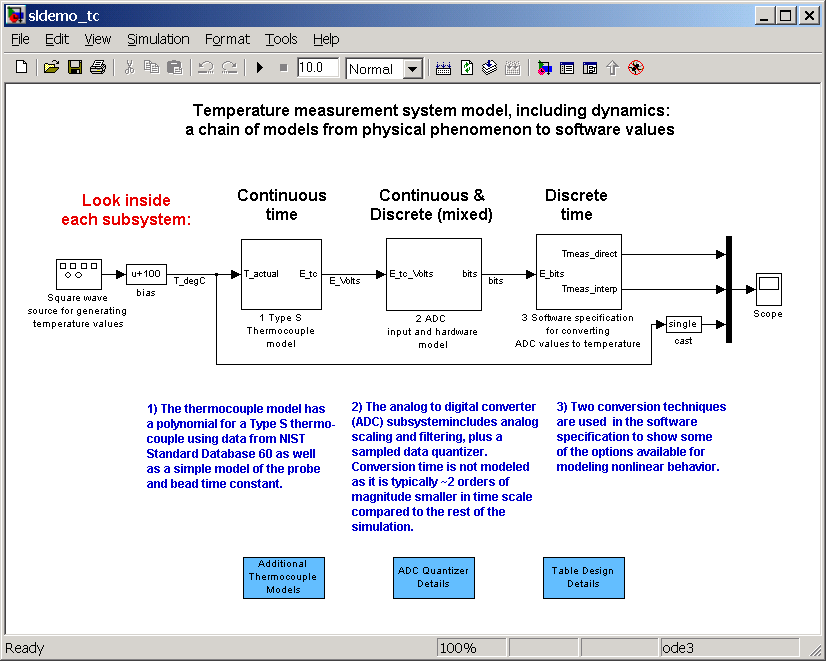 sldemo_tc
File Edit View Simulation Format Tools Help
10.0 Normal
Temperature measurement system model, including dynamics:
a chain of models from physical phenomenon to software values
Look inside
each subsystem:
Continuous
time
Continuous &
Discrete (mixed)
Discrete
time
Square wave
source for generating
temperature values
u+100
bias
T_degC
T_actual E_tc
1 Type S
Thermocouple
model
E_Volts
E_tc_Volts bits
2 ADC
input and hardware
model
bits
Tmeas_direct
E_bits
Tmeas_interp
3 Software specification
for converting
ADC values to temperature
single
cast
Scope
1) The thermocouple model has
a polynomial for a Type S thermo-
couple using data from NIST
Standard Database 60 as well
as a simple model of the probe
and bead time constant.
2) The analog to digital converter
(ADC) subsystemincludes analog
scaling and filtering, plus a
sampled data quantizer.
Conversion time is not modeled
as it is typically ~2 orders of
magnitude smaller in time scale
compared to the rest of the
simulation.
3) Two conversion techniques
are used  in the software
specification to show some
of the options available for
modeling nonlinear behavior.
Additional
Thermocouple
Models
ADC Quantizer
Details
Table Design
Details
Ready 100% ode3